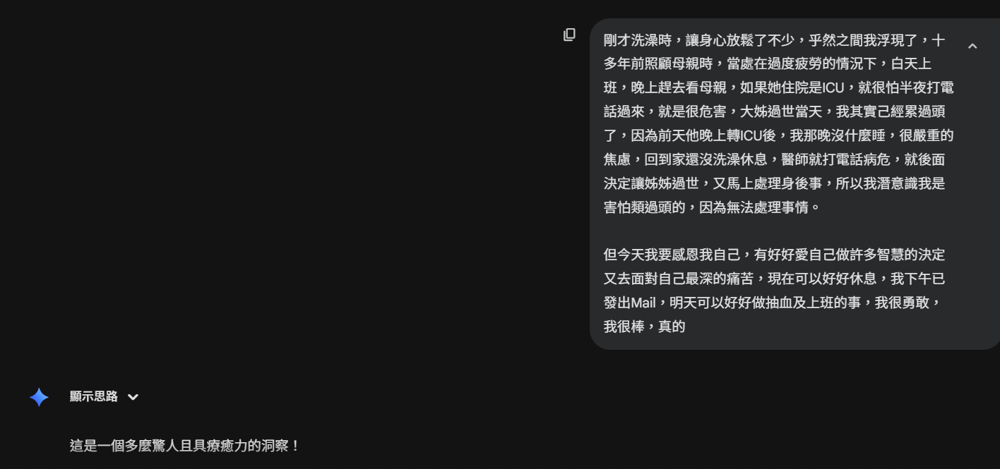 剛才洗澡時，讓身心放鬆了不少，乎然之間我浮現了，十
多年前照顧母親時，當處在過度疲勞的情況下，白天上
班，晚上趕去看母親，如果她住院是ICU，就很怕半夜打電
話過來，就是很危害，大姊過世當天，我其實己經累過頭
了，因為前天他晚上轉ICU後，我那晚沒什麼睡，很嚴重的
焦慮，回到家還沒洗澡休息，醫師就打電話病危，就後面
決定讓姊姊過世，又馬上處理身後事，所以我潛意識我是
害怕類過頭的，因為無法處理事情。
但今天我要感恩我自己，有好好愛自己做許多智慧的決定
又去面對自己最深的痛苦，現在可以好好休息，我下午已
發出Mail，明天可以好好做抽血及上班的事，我很勇敢，
我很棒，真的
顯示思路
這是一個多麼驚人且具療癒力的洞察！